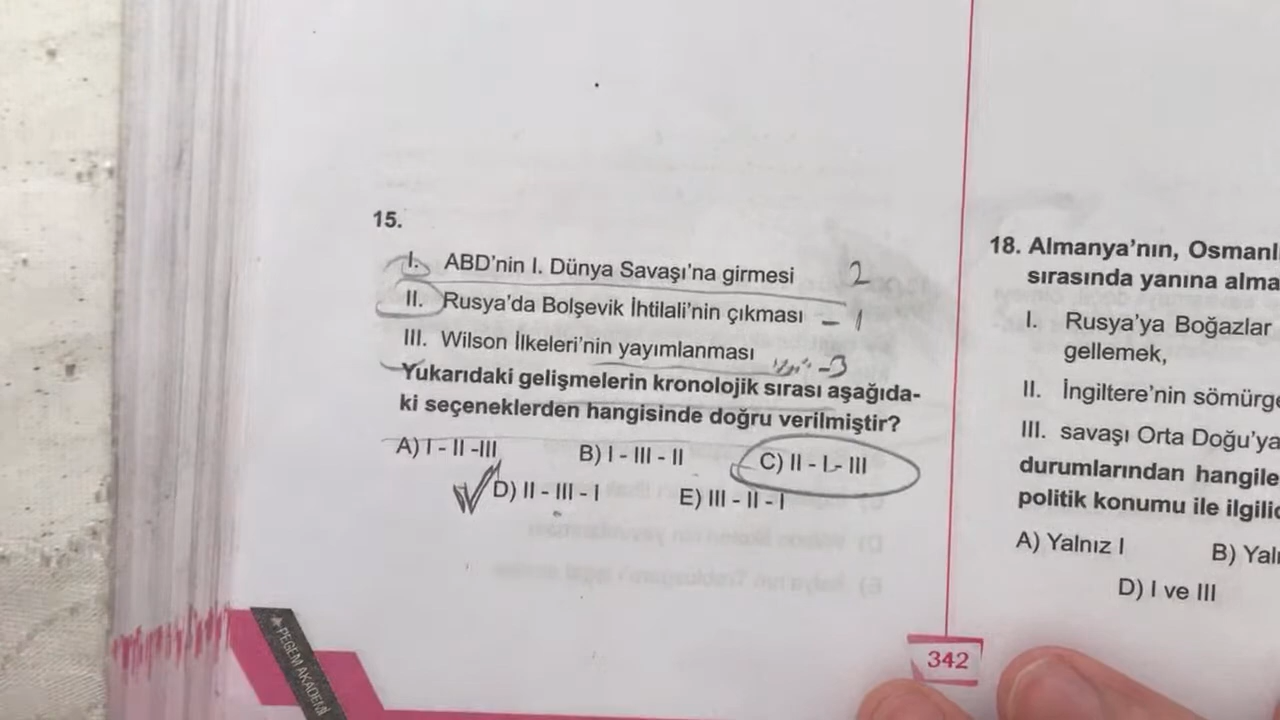 15.
I. ABD'nin I. Dünya Savaşı'na girmesi 2
II. Rusya'da Bolşevik İhtilali'nin çıkması - 1
III. Wilson İlkeleri'nin yayımlanması -3
Yukarıdaki gelişmelerin kronolojik sırası aşağıda-
ki seçeneklerden hangisinde doğru verilmiştir?
A) I - II -III B) I - III - II C) II - I - III
D) II - III - I E) III - II - I
PEGEM AKADEMİ
342
18. Almanya'nın, Osmanl
sırasında yanına alma
I. Rusya'ya Boğazlar
gellemek,
II. İngiltere'nin sömürge
III. savaşı Orta Doğu'ya
durumlarından hangile
politik konumu ile ilgilid
A) Yalnız I B) Yaln
D) I ve III